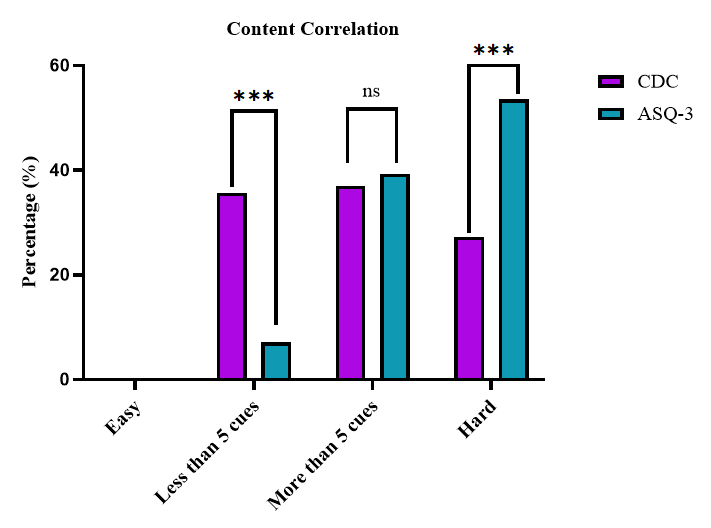 Content Correlation
***
ns
***
CDC
ASQ-3
Percentage (%)
60
40
20
0
Easy
Less than 5 cues
More than 5 cues
Hard